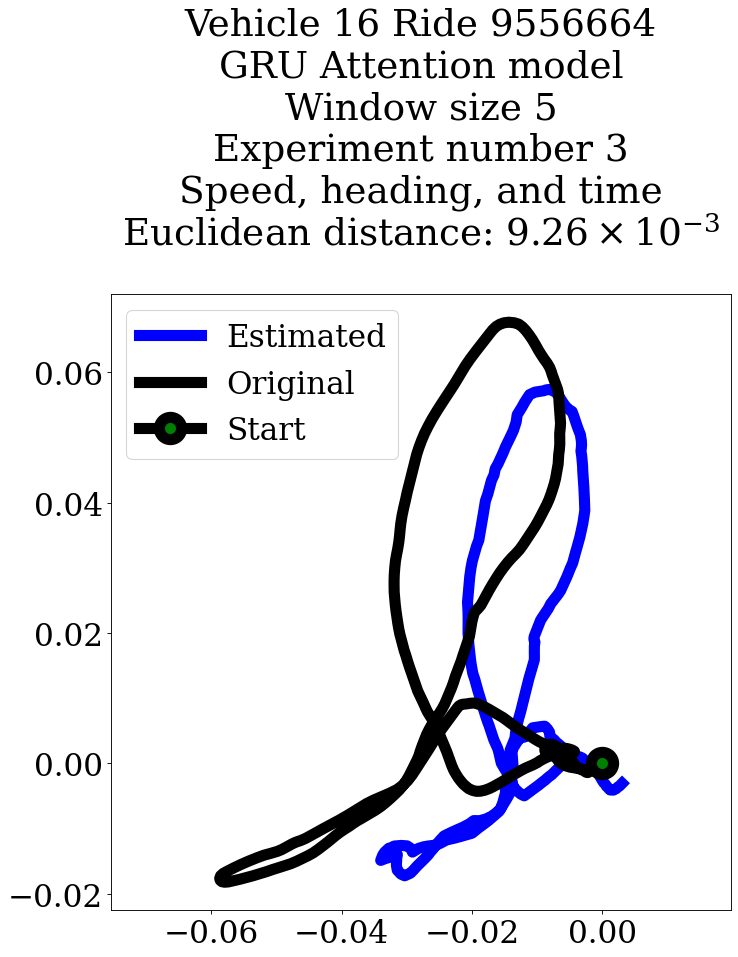 Vehicle 16 Ride 9556664
GRU Attention model
Window size 5
Experiment number 3
Speed, heading, and time
Euclidean distance: 9.26 × 10⁻³
Estimated
Original
Start
0.06
0.04
0.02
0.00
−0.02
−0.06 −0.04 −0.02 0.00